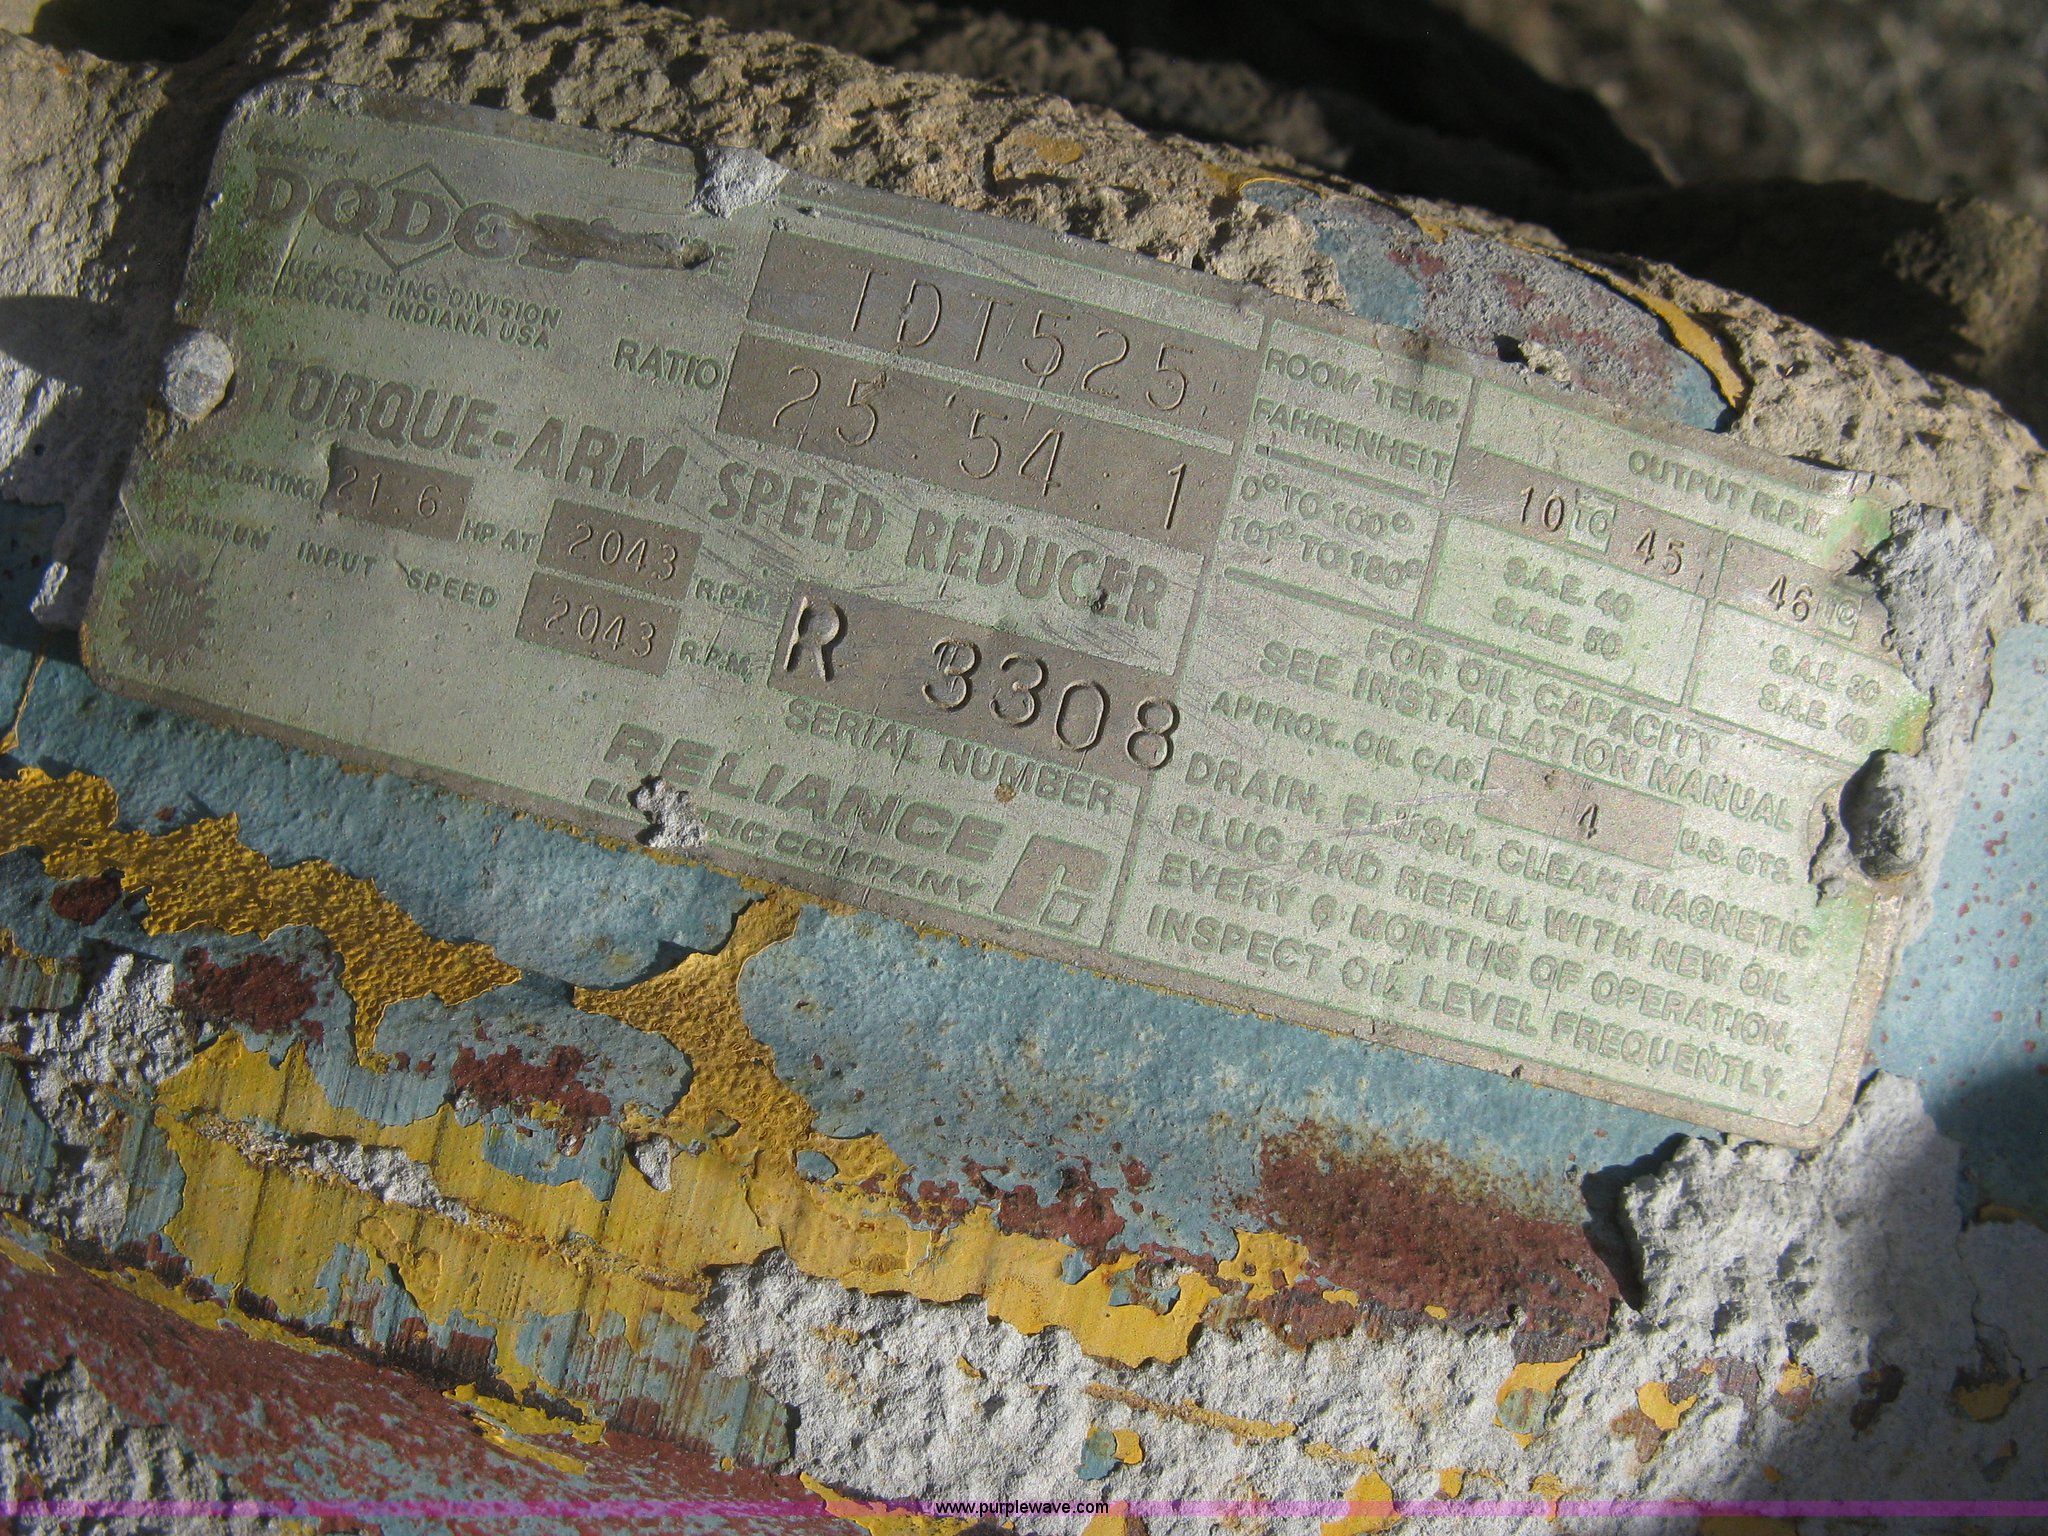 Product of
DODGE
DIVISION
INDIANA USA
TDT525
RATIO 25.54:1
TORQUE-ARM SPEED REDUCER
RATING 21.6 HP AT 2043 R.P.M.
INPUT SPEED 2043 R.P.M.
R 3308
SERIAL NUMBER
RELIANCE
COMPANY
ROOM TEMP
FAHRENHEIT
OUTPUT R.P.M.
10 TO 45
46 TO
0° TO 100° S.A.E. 40 S.A.E. 30
101° TO 180° S.A.E. 50 S.A.E. 40
FOR OIL CAPACITY
SEE INSTALLATION MANUAL
APPROX. OIL CAP. 4 U.S. QTS.
DRAIN, FLUSH, CLEAN MAGNETIC
PLUG AND REFILL WITH NEW OIL
EVERY 6 MONTHS OF OPERATION.
INSPECT OIL LEVEL FREQUENTLY.
www.purplewave.com